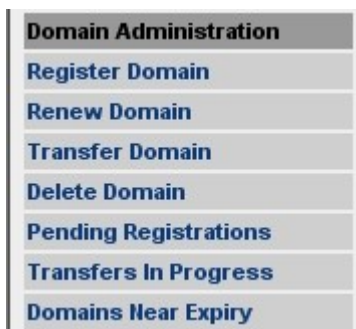 Domain Administration
Register Domain
Renew Domain
Transfer Domain
Delete Domain
Pending Registrations
Transfers In Progress
Domains Near Expiry